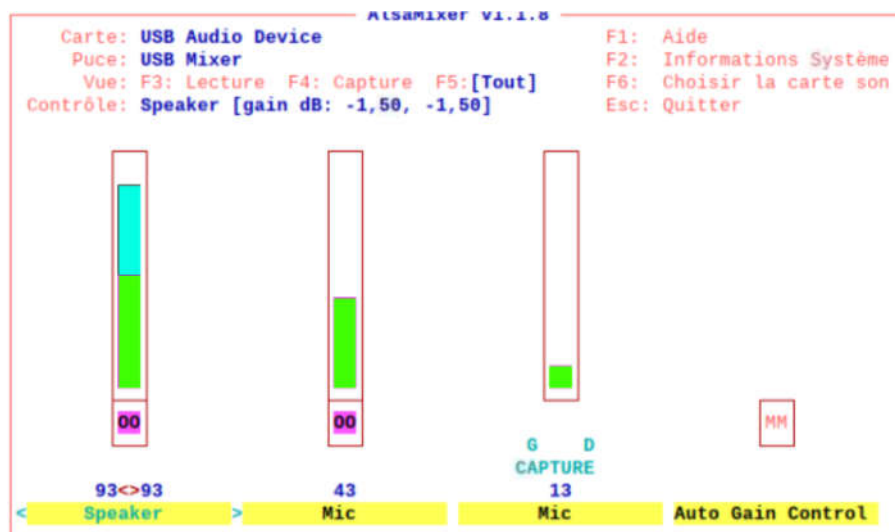 AlsaMixer v1.1.8
Carte: USB Audio Device F1: Aide
Puce: USB Mixer F2: Informations Système
Vue: F3: Lecture F4: Capture F5:[Tout] F6: Choisir la carte son
Contrôle: Speaker [gain dB: -1,50, -1,50] Esc: Quitter
OO OO MM
G D
CAPTURE
93<>93 43 13
< Speaker > Mic Mic Auto Gain Control